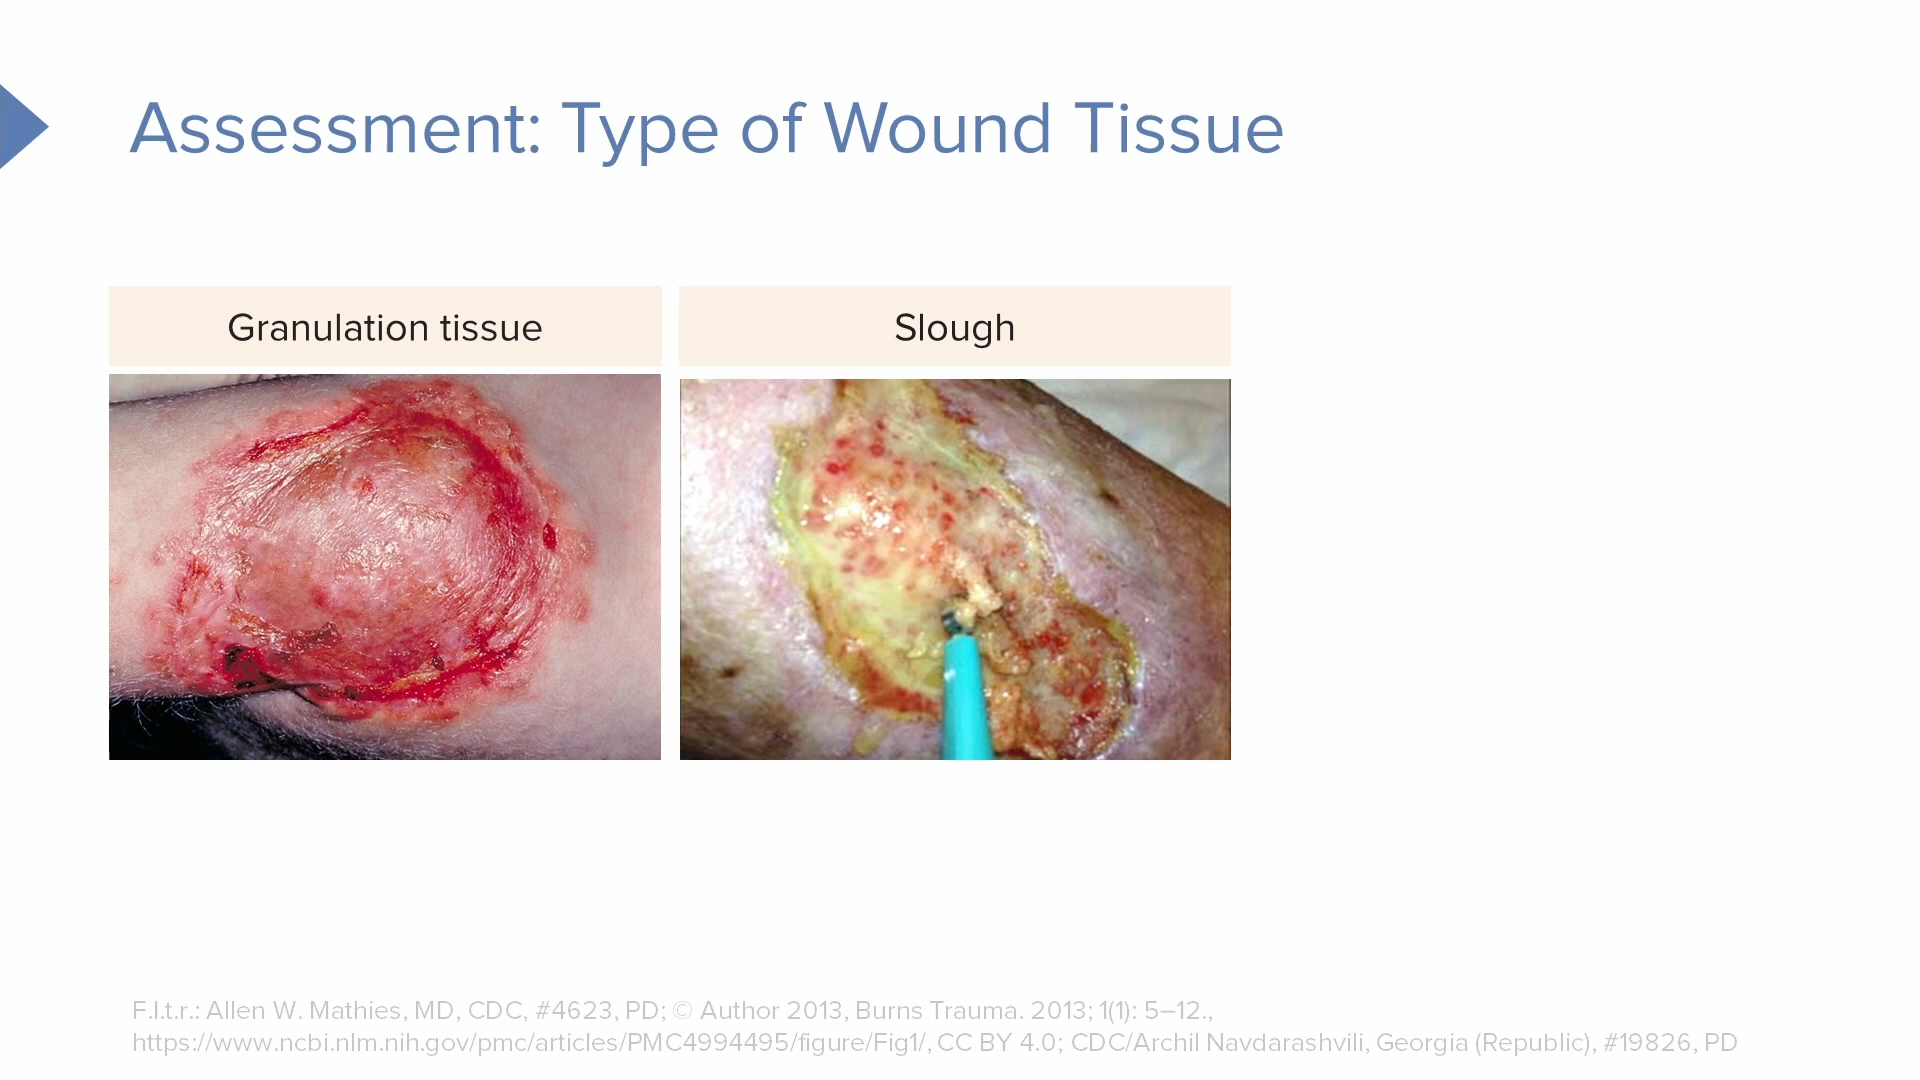 Assessment: Type of Wound Tissue
Granulation tissue
Slough
F.l.t.r.: Allen W. Mathies, MD, CDC, #4623, PD; © Author 2013, Burns Trauma. 2013; 1(1): 5–12.,
https://www.ncbi.nlm.nih.gov/pmc/articles/PMC4994495/figure/Fig1/, CC BY 4.0; CDC/Archil Navdarashvili, Georgia (Republic), #19826, PD